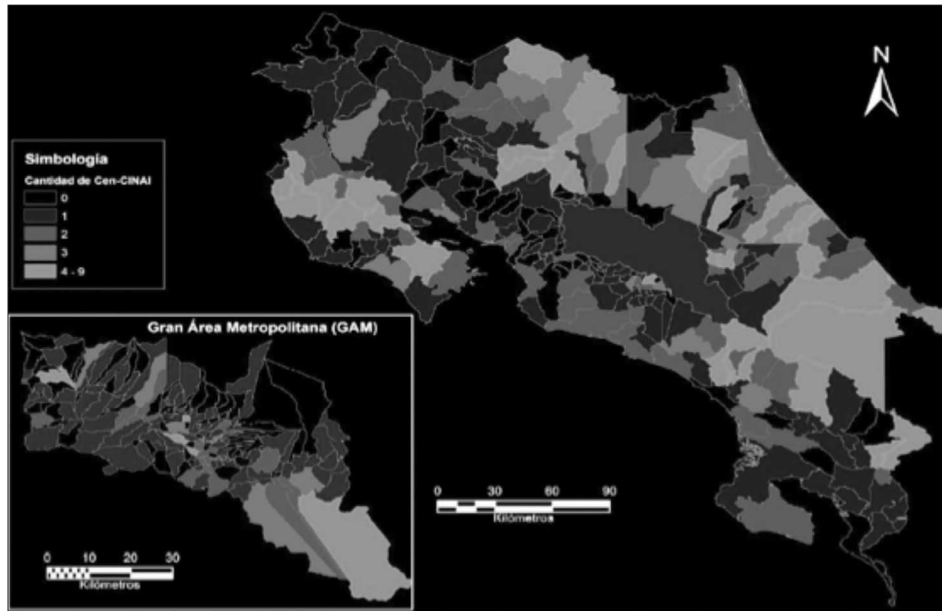 N
Simbología
Cantidad de Cen-CINAI
0
1
2
3
4 - 9
Gran Área Metropolitana (GAM)
0 30 60 90
Kilómetros
0 10 20 30
Kilómetros